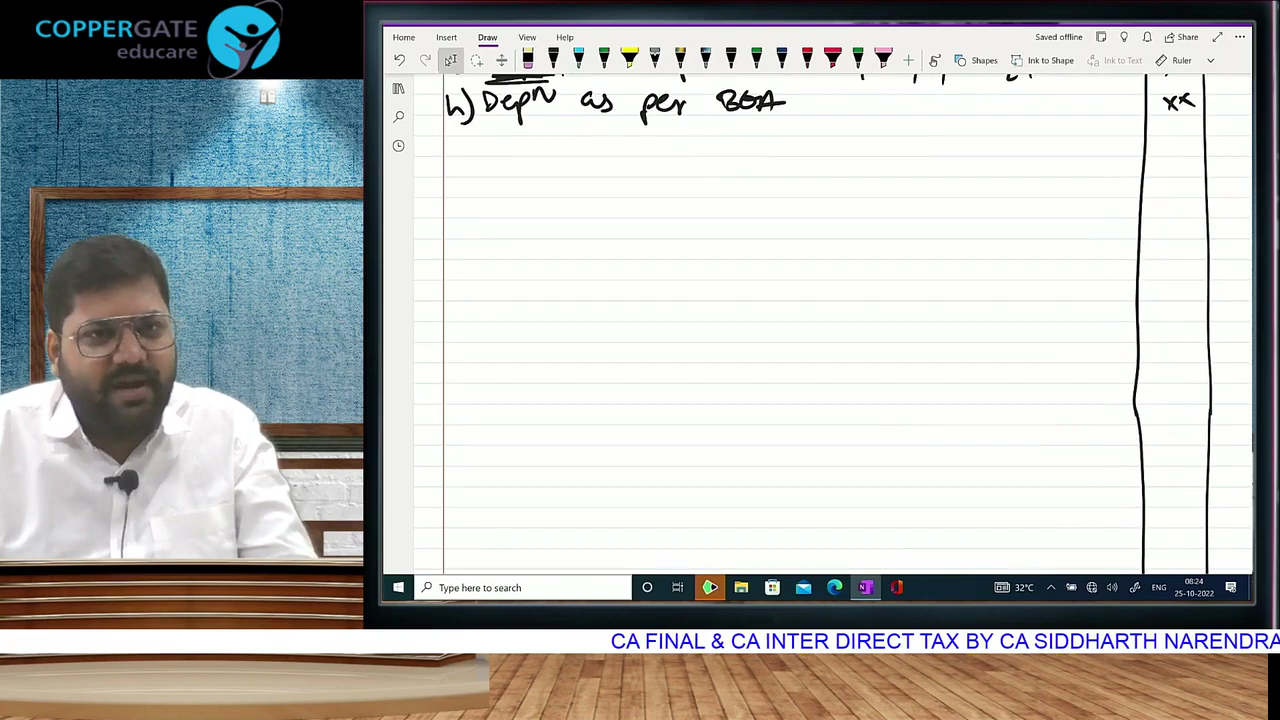 COPPERGATE
educare
Home Insert Draw View Help
Saved offline
Share
Shapes
Ink to Shape
Ink to Text
Ruler
h) Depn as per BOA xx
Type here to search
32°C
ENG
08:24
25-10-2022
CA FINAL & CA INTER DIRECT TAX BY CA SIDDHARTH NARENDRA